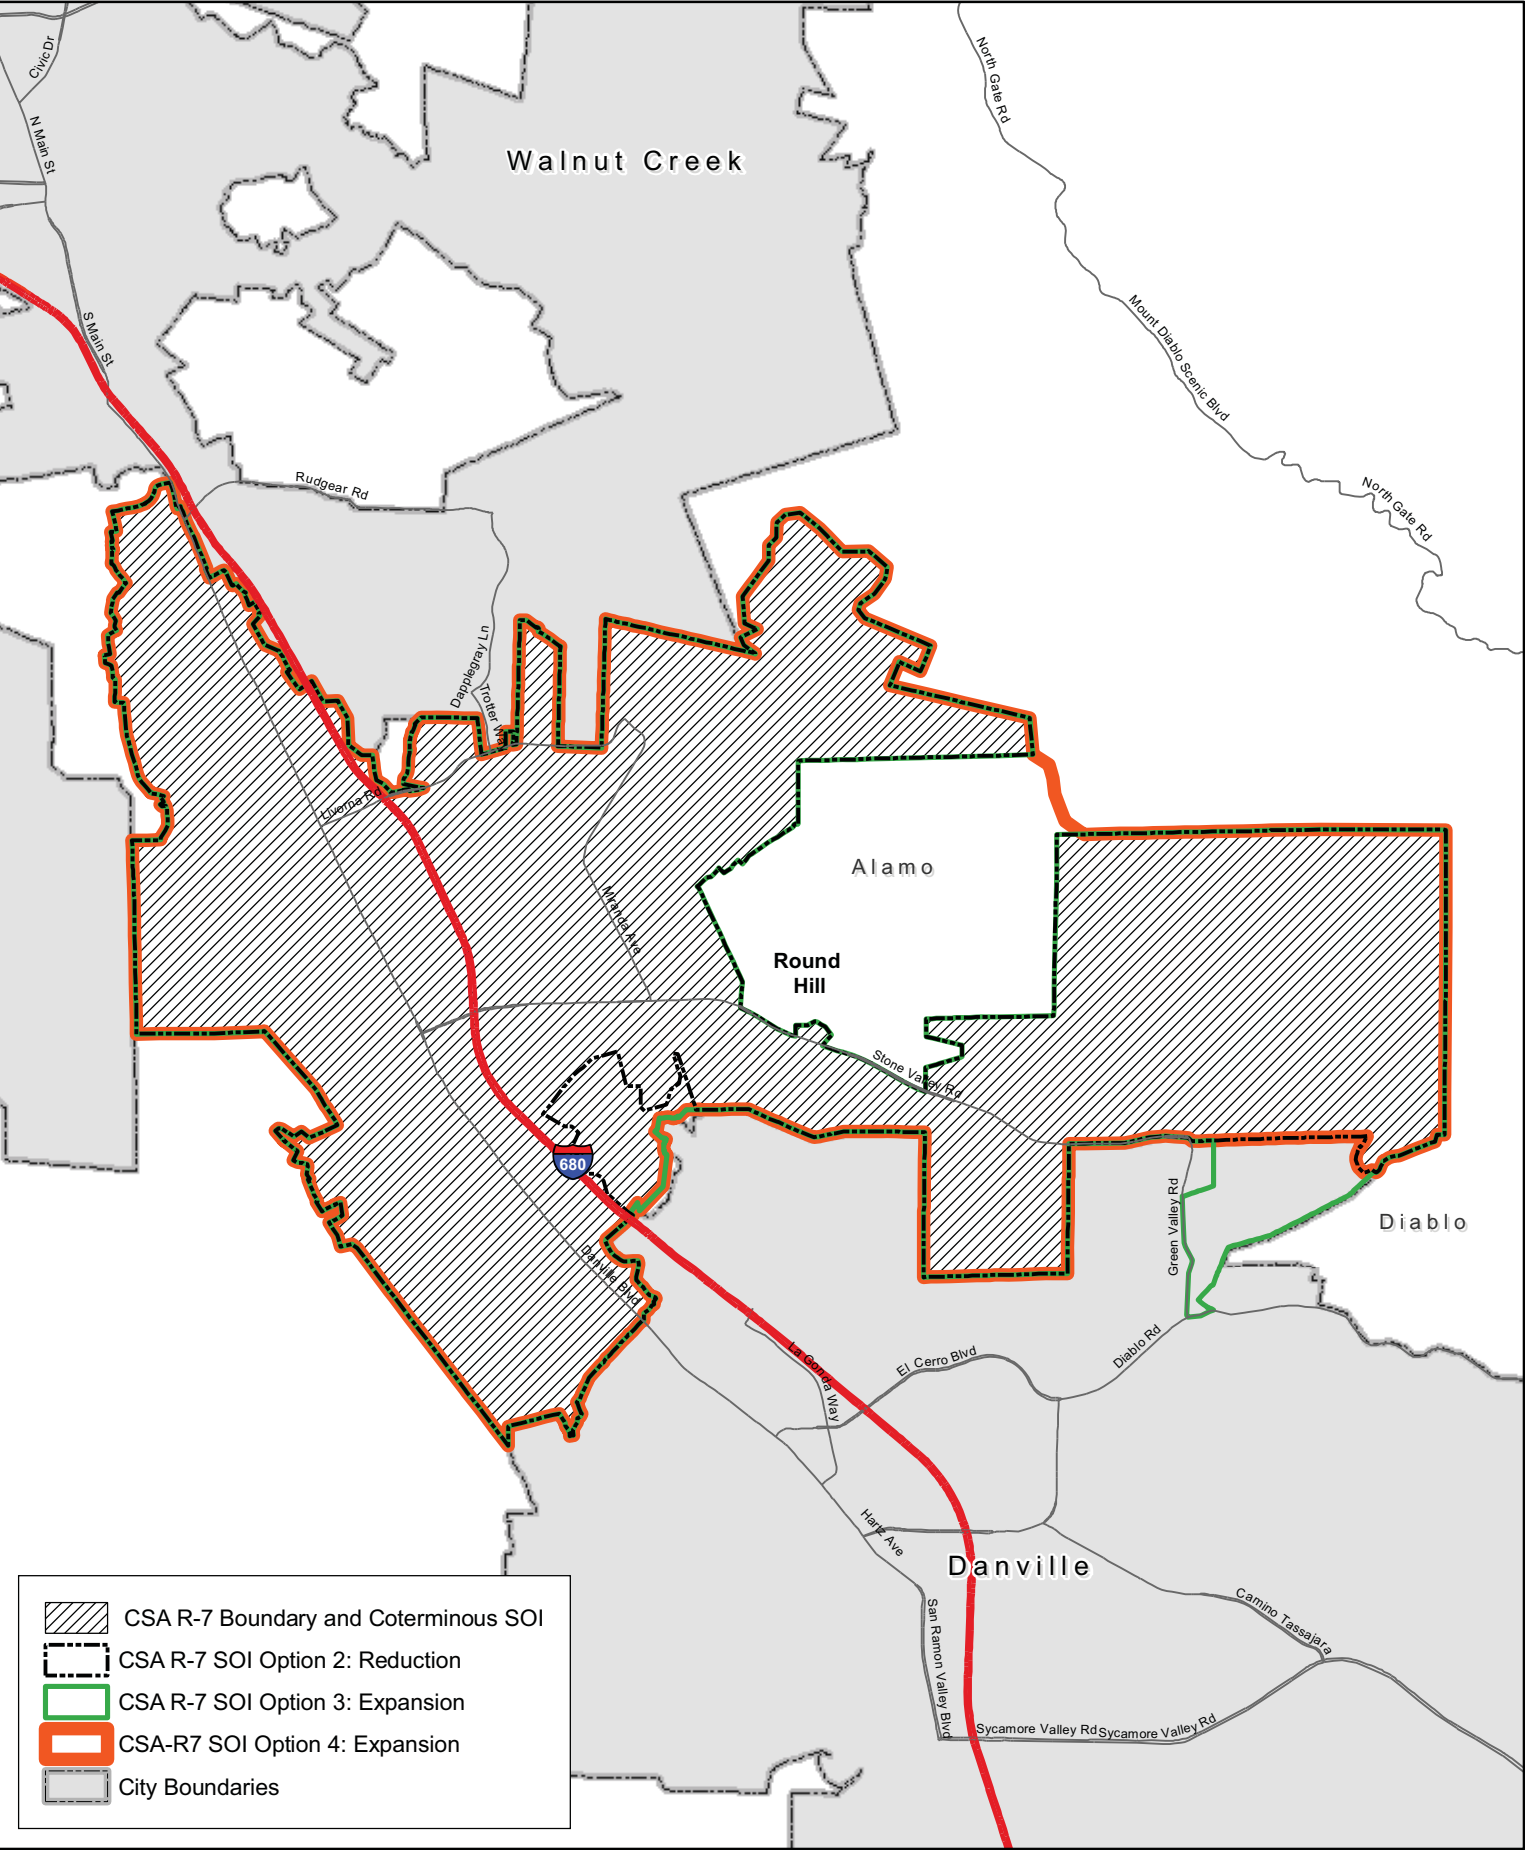 Civic Dr
North Gate Rd
N Main St
Walnut Creek
S Main St
Mount Diablo Scenic Blvd
Rudgear Rd
North Gate Rd
Dapplegray Ln
Trotter Way
Livorna Rd
Alamo
Miranda Ave
Round
Hill
Stone Valley Rd
680
Green Valley Rd
Diablo
Danville Blvd
La Gonda Way
El Cerro Blvd
Diablo Rd
Hartz Ave
Danville
Camino Tassajara
San Ramon Valley Blvd
Sycamore Valley Rd
Sycamore Valley Rd
CSA R-7 Boundary and Coterminous SOI
CSA R-7 SOI Option 2: Reduction
CSA R-7 SOI Option 3: Expansion
CSA-R7 SOI Option 4: Expansion
City Boundaries